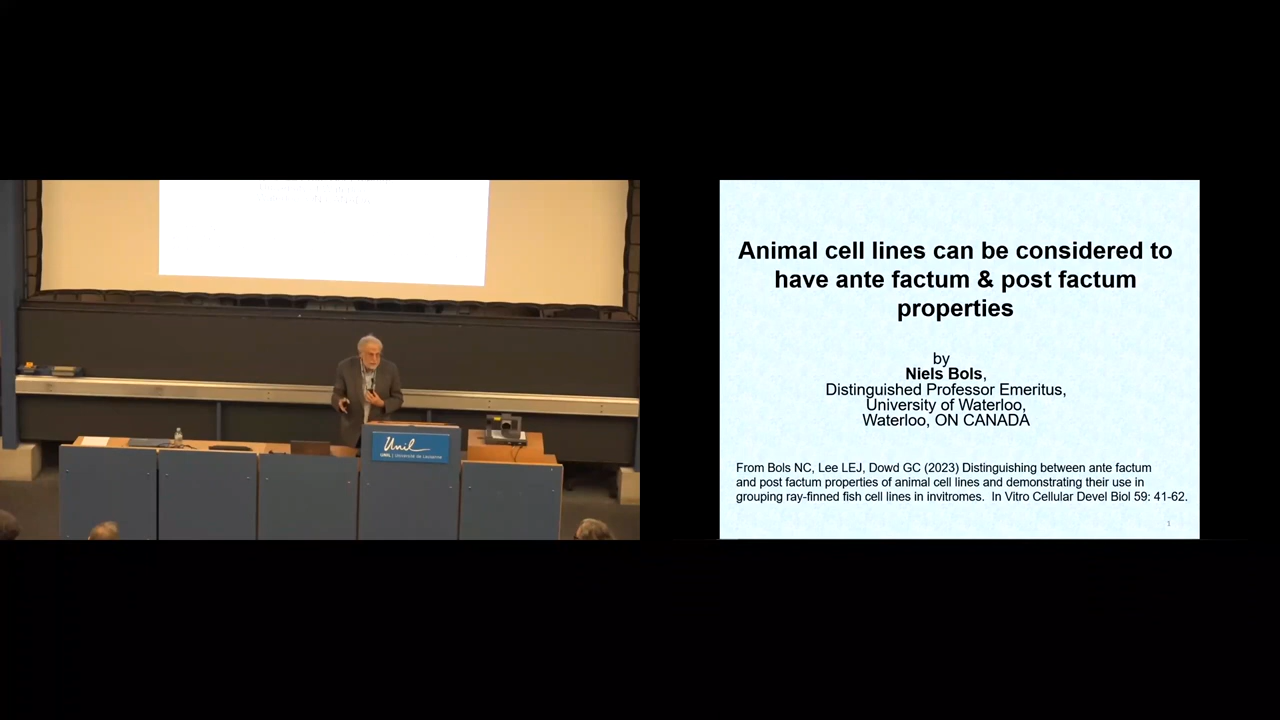 Unil
UNIL | Université de Lausanne
Animal cell lines can be considered to
have ante factum & post factum
properties
by
Niels Bols,
Distinguished Professor Emeritus,
University of Waterloo,
Waterloo, ON CANADA
From Bols NC, Lee LEJ, Dowd GC (2023) Distinguishing between ante factum
and post factum properties of animal cell lines and demonstrating their use in
grouping ray-finned fish cell lines in invitromes. In Vitro Cellular Devel Biol 59: 41-62.
1